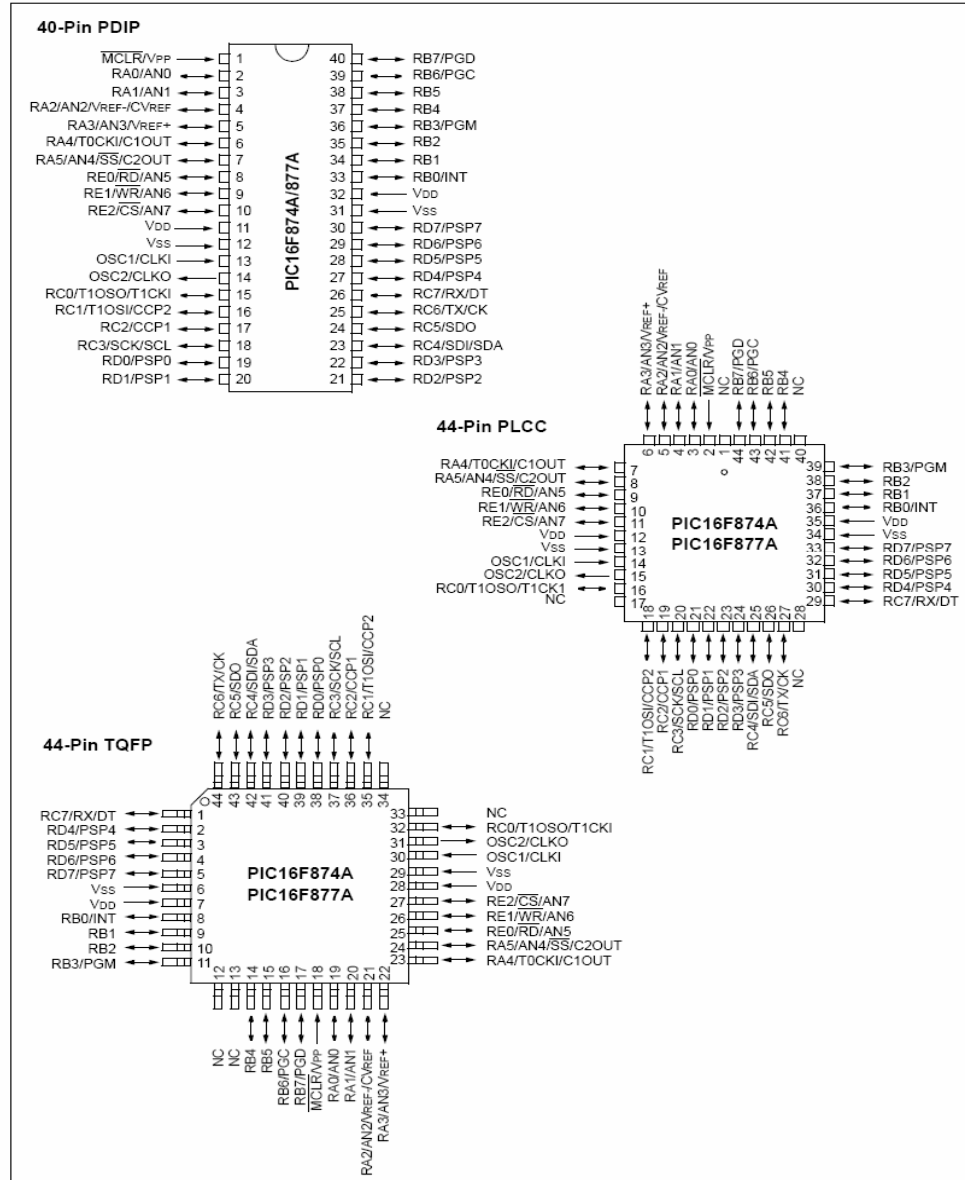 40-Pin PDIP
MCLR/VPP 1
RA0/AN0 2
RA1/AN1 3
RA2/AN2/VREF-/CVREF 4
RA3/AN3/VREF+ 5
RA4/T0CKI/C1OUT 6
RA5/AN4/SS/C2OUT 7
RE0/RD/AN5 8
RE1/WR/AN6 9
RE2/CS/AN7 10
VDD 11
VSS 12
OSC1/CLKI 13
OSC2/CLKO 14
RC0/T1OSO/T1CKI 15
RC1/T1OSI/CCP2 16
RC2/CCP1 17
RC3/SCK/SCL 18
RD0/PSP0 19
RD1/PSP1 20
PIC16F874A/877A
40 RB7/PGD
39 RB6/PGC
38 RB5
37 RB4
36 RB3/PGM
35 RB2
34 RB1
33 RB0/INT
32 VDD
31 VSS
30 RD7/PSP7
29 RD6/PSP6
28 RD5/PSP5
27 RD4/PSP4
26 RC7/RX/DT
25 RC6/TX/CK
24 RC5/SDO
23 RC4/SDI/SDA
22 RD3/PSP3
21 RD2/PSP2
44-Pin PLCC
RA3/AN3/VREF+ 6
RA2/AN2/VREF-/CVREF 5
RA1/AN1 4
RA0/AN0 3
MCLR/VPP 2
NC 1
RB7/PGD 44
RB6/PGC 43
RB5 42
RB4 41
NC 40
RA4/T0CKI/C1OUT 7
RA5/AN4/SS/C2OUT 8
RE0/RD/AN5 9
RE1/WR/AN6 10
RE2/CS/AN7 11
VDD 12
VSS 13
OSC1/CLKI 14
OSC2/CLKO 15
RC0/T1OSO/T1CK1 16
NC 17
PIC16F874A
PIC16F877A
39 RB3/PGM
38 RB2
37 RB1
36 RB0/INT
35 VDD
34 VSS
33 RD7/PSP7
32 RD6/PSP6
31 RD5/PSP5
30 RD4/PSP4
29 RC7/RX/DT
18 RC1/T1OSI/CCP2
19 RC2/CCP1
20 RC3/SCK/SCL
21 RD0/PSP0
22 RD1/PSP1
23 RD2/PSP2
24 RD3/PSP3
25 RC4/SDI/SDA
26 RC5/SDO
27 RC6/TX/CK
28 NC
44-Pin TQFP
RC6/TX/CK 44
RC5/SDO 43
RC4/SDI/SDA 42
RD3/PSP3 41
RD2/PSP2 40
RD1/PSP1 39
RD0/PSP0 38
RC3/SCK/SCL 37
RC2/CCP1 36
RC1/T1OSI/CCP2 35
NC 34
RC7/RX/DT 1
RD4/PSP4 2
RD5/PSP5 3
RD6/PSP6 4
RD7/PSP7 5
VSS 6
VDD 7
RB0/INT 8
RB1 9
RB2 10
RB3/PGM 11
PIC16F874A
PIC16F877A
33 NC
32 RC0/T1OSO/T1CKI
31 OSC2/CLKO
30 OSC1/CLKI
29 VSS
28 VDD
27 RE2/CS/AN7
26 RE1/WR/AN6
25 RE0/RD/AN5
24 RA5/AN4/SS/C2OUT
23 RA4/T0CKI/C1OUT
12 NC
13 NC
14 RB4
15 RB5
16 RB6/PGC
17 RB7/PGD
18 MCLR/VPP
19 RA0/AN0
20 RA1/AN1
21 RA2/AN2/VREF-/CVREF
22 RA3/AN3/VREF+